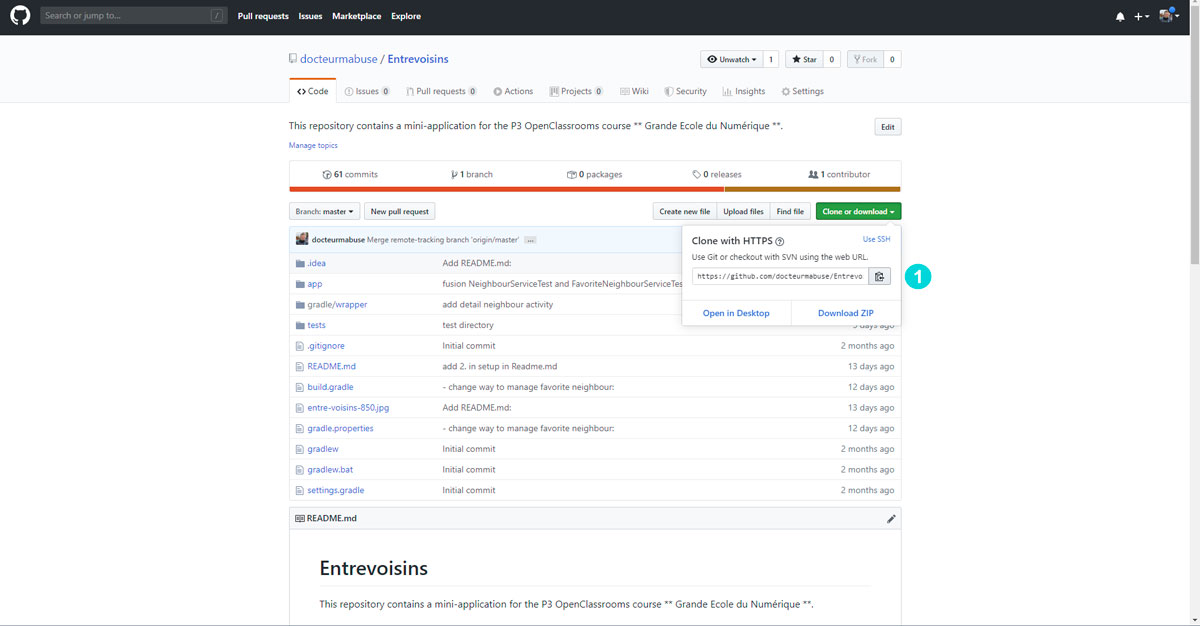 Search or jump to... / Pull requests Issues Marketplace Explore
docteurmabuse / Entrevoisins Unwatch 1 Star 0 Fork 0
Code Issues 0 Pull requests 0 Actions Projects 0 Wiki Security Insights Settings
This repository contains a mini-application for the P3 OpenClassrooms course ** Grande Ecole du Numérique **. Edit
Manage topics
61 commits 1 branch 0 packages 0 releases 1 contributor
Branch: master New pull request Create new file Upload files Find file Clone or download
docteurmabuse Merge remote-tracking branch 'origin/master' ...
Clone with HTTPS Use SSH
Use Git or checkout with SVN using the web URL.
https://github.com/docteurmabuse/Entrevo 1
Open in Desktop Download ZIP
.idea Add README.md:
app fusion NeighbourServiceTest and FavoriteNeighbourServiceTes
gradle/wrapper add detail neighbour activity
tests test directory days ago
.gitignore Initial commit 2 months ago
README.md add 2. in setup in Readme.md 13 days ago
build.gradle - change way to manage favorite neighbour: 12 days ago
entre-voisins-850.jpg Add README.md: 13 days ago
gradle.properties - change way to manage favorite neighbour: 12 days ago
gradlew Initial commit 2 months ago
gradlew.bat Initial commit 2 months ago
settings.gradle Initial commit 2 months ago
README.md
Entrevoisins
This repository contains a mini-application for the P3 OpenClassrooms course ** Grande Ecole du Numérique **.